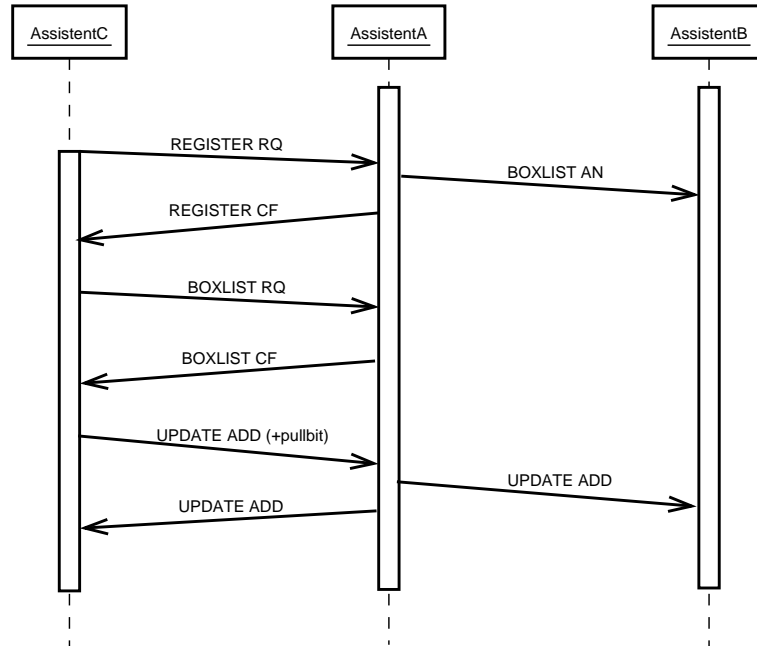 AssistentC
AssistentA
AssistentB
REGISTER RQ
BOXLIST AN
REGISTER CF
BOXLIST RQ
BOXLIST CF
UPDATE ADD (+pullbit)
UPDATE ADD
UPDATE ADD